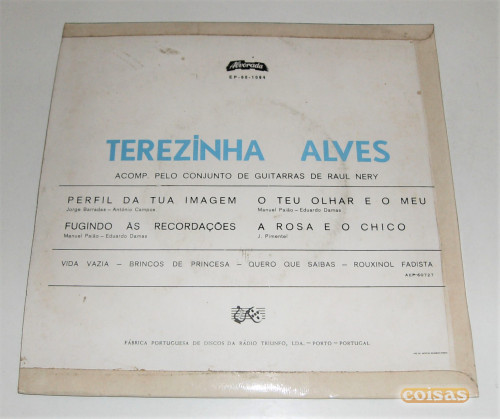 Alvorada
TEREZINHA ALVES
ACOMP. PELO CONJUNTO DE GUITARRAS DE RAUL NERY
PERFIL DA TUA IMAGEM
Jorge Barradas - António Campos
FUGINDO ÀS RECORDAÇÕES
Manuel Paião - Eduardo Damas
O TEU OLHAR E O MEU
Manuel Paião - Eduardo Damas
A ROSA E O CHICO
J. Pimentel
VIDA VAZIA - BRINCOS DE PRINCESA - QUERO QUE SAIBAS - ROUXINOL FADISTA
FÁBRICA PORTUGUESA DE DISCOS DA RÁDIO TRIUNFO, LDA. - PORTO - PORTUGAL
coisas